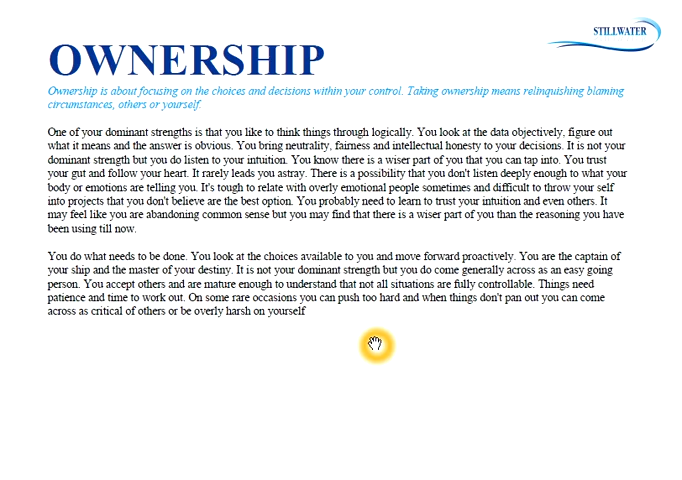 STILLWATER
OWNERSHIP
Ownership is about focusing on the choices and decisions within your control. Taking ownership means relinquishing blaming
circumstances, others or yourself.
One of your dominant strengths is that you like to think things through logically. You look at the data objectively, figure out
what it means and the answer is obvious. You bring neutrality, fairness and intellectual honesty to your decisions. It is not your
dominant strength but you do listen to your intuition. You know there is a wiser part of you that you can tap into. You trust
your gut and follow your heart. It rarely leads you astray. There is a possibility that you don't listen deeply enough to what your
body or emotions are telling you. It's tough to relate with overly emotional people sometimes and difficult to throw your self
into projects that you don't believe are the best option. You probably need to learn to trust your intuition and even others. It
may feel like you are abandoning common sense but you may find that there is a wiser part of you than the reasoning you have
been using till now.
You do what needs to be done. You look at the choices available to you and move forward proactively. You are the captain of
your ship and the master of your destiny. It is not your dominant strength but you do come generally across as an easy going
person. You accept others and are mature enough to understand that not all situations are fully controllable. Things need
patience and time to work out. On some rare occasions you can push too hard and when things don't pan out you can come
across as critical of others or be overly harsh on yourself